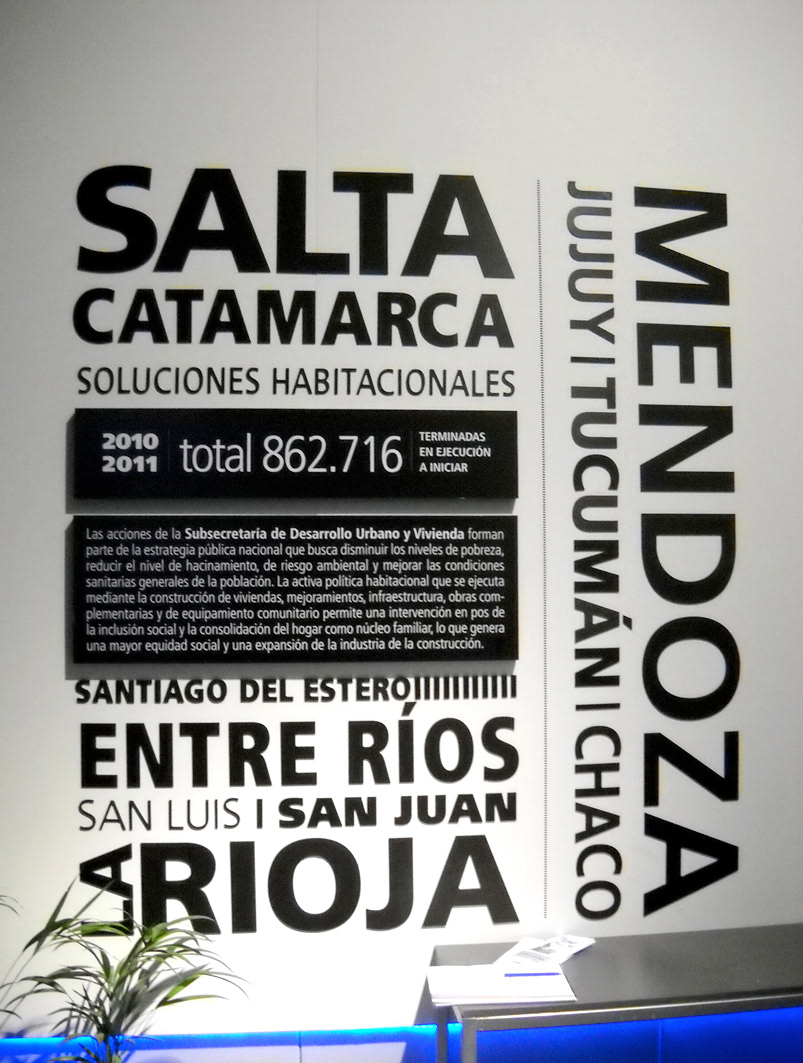 SALTA
CATAMARCA
SOLUCIONES HABITACIONALES
2010
2011
total 862.716
TERMINADAS
EN EJECUCIÓN
A INICIAR
Las acciones de la Subsecretaría de Desarrollo Urbano y Vivienda forman
parte de la estrategia pública nacional que busca disminuir los niveles de pobreza,
reducir el nivel de hacinamiento, de riesgo ambiental y mejorar las condiciones
sanitarias generales de la población. La activa política habitacional que se ejecuta
mediante la construcción de viviendas, mejoramientos, infraestructura, obras com-
plementarias y de equipamiento comunitario permite una intervención en pos de
la inclusión social y la consolidación del hogar como núcleo familiar, lo que genera
una mayor equidad social y una expansión de la industria de la construcción.
SANTIAGO DEL ESTERO||||||||||||
ENTRE RÍOS
SAN LUIS | SAN JUAN
LA RIOJA
MENDOZA
JUJUY | TUCUMÁN | CHACO